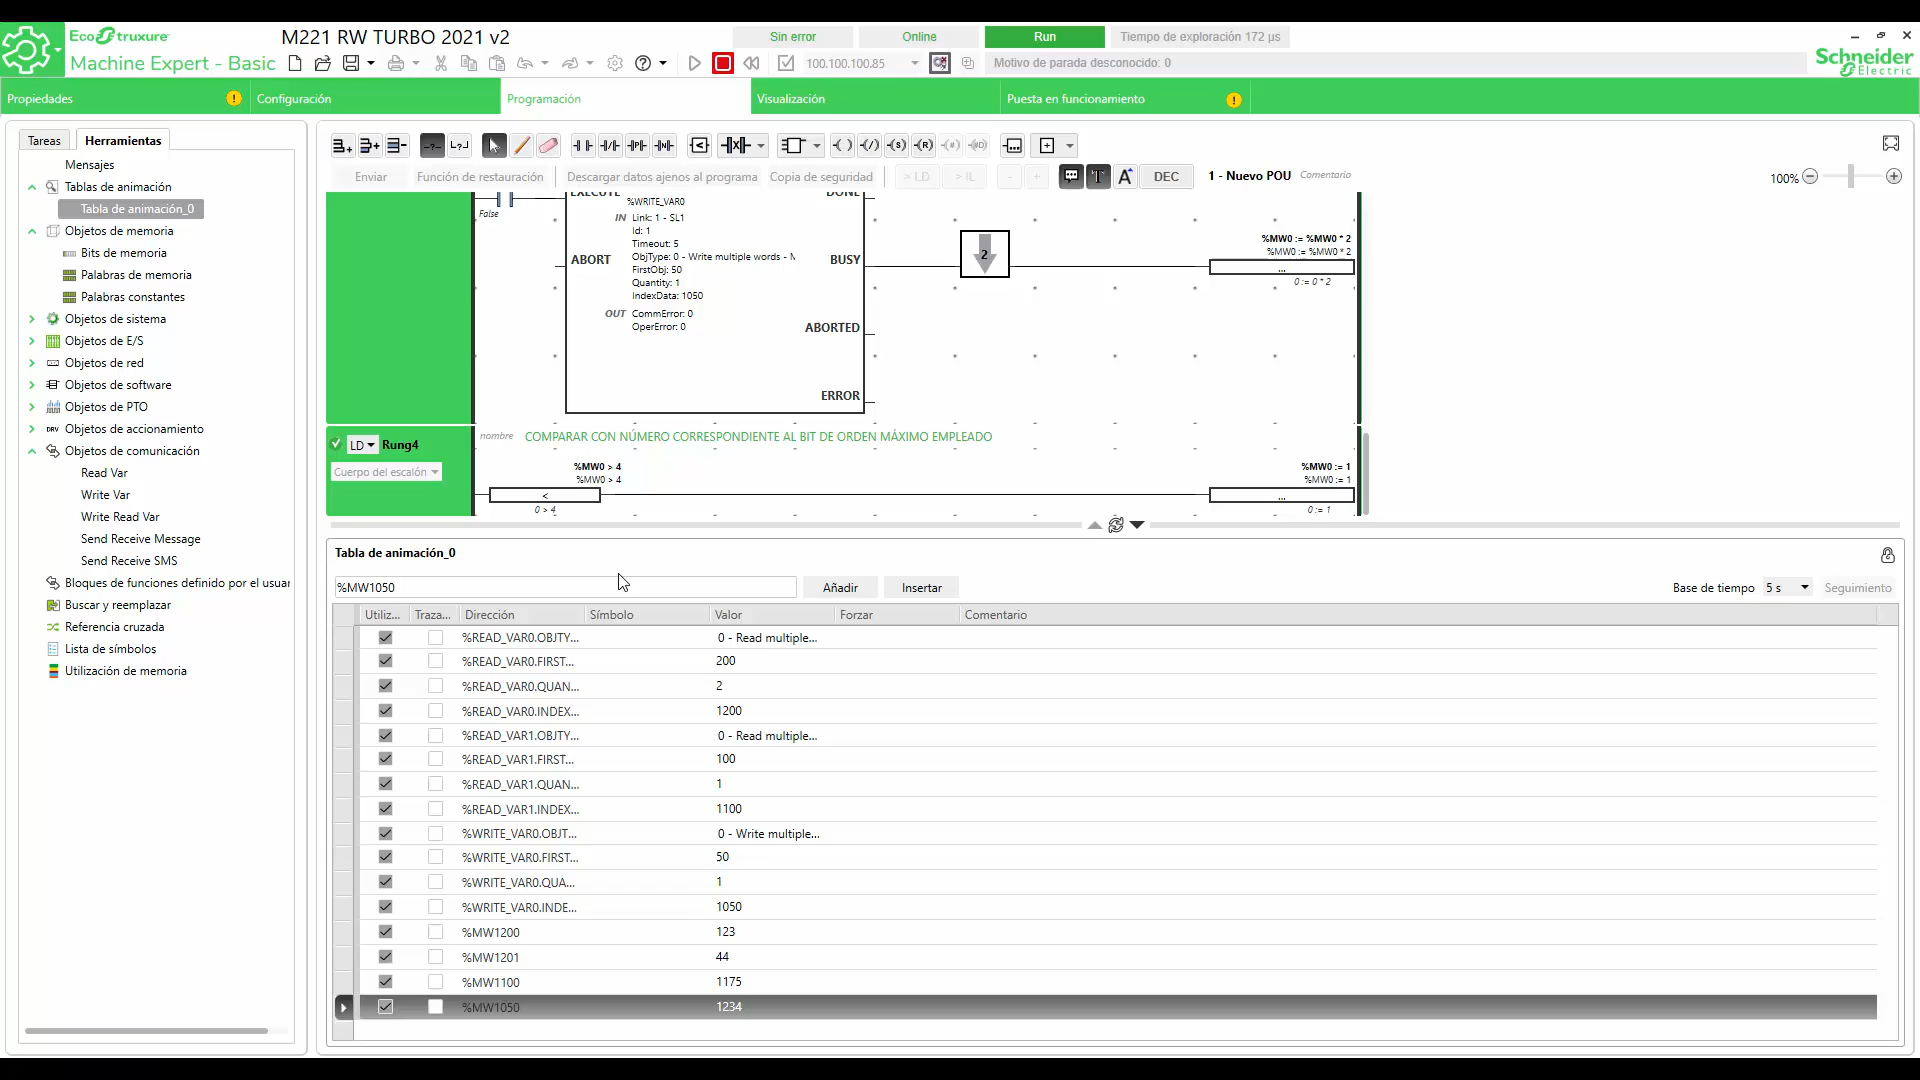 EcoStruxure
Machine Expert - Basic
M221 RW TURBO 2021 v2
Sin error
Online
Run
Tiempo de exploración 172 µs
100.100.100.85
Motivo de parada desconocido: 0
Schneider
Electric
Propiedades
Configuración
Programación
Visualización
Puesta en funcionamiento
Tareas
Herramientas
Mensajes
Tablas de animación
Tabla de animación_0
Objetos de memoria
Bits de memoria
Palabras de memoria
Palabras constantes
Objetos de sistema
Objetos de E/S
Objetos de red
Objetos de software
Objetos de PTO
Objetos de accionamiento
Objetos de comunicación
Read Var
Write Var
Write Read Var
Send Receive Message
Send Receive SMS
Bloques de funciones definido por el usuar
Buscar y reemplazar
Referencia cruzada
Lista de símbolos
Utilización de memoria
Enviar
Función de restauración
Descargar datos ajenos al programa
Copia de seguridad
> LD
> IL
DEC
1 - Nuevo POU
Comentario
100%
False
EXECUTE
%WRITE_VAR0
DONE
IN Link: 1 - SL1
Id: 1
Timeout: 5
ABORT
ObjType: 0 - Write multiple words - M
BUSY
FirstObj: 50
Quantity: 1
IndexData: 1050
OUT CommError: 0
OperError: 0
ABORTED
ERROR
2
%MW0 := %MW0 * 2
%MW0 := %MW0 * 2
...
0 := 0 * 2
LD
Rung4
Cuerpo del escalón
nombre
COMPARAR CON NÚMERO CORRESPONDIENTE AL BIT DE ORDEN MÁXIMO EMPLEADO
%MW0 > 4
%MW0 > 4
<
0 > 4
%MW0 := 1
%MW0 := 1
...
0 := 1
Tabla de animación_0
%MW1050
Añadir
Insertar
Base de tiempo
5 s
Seguimiento
Utiliz... Traza... Dirección Símbolo Valor Forzar Comentario
%READ_VAR0.OBJTY... 0 - Read multiple...
%READ_VAR0.FIRST... 200
%READ_VAR0.QUAN... 2
%READ_VAR0.INDEX... 1200
%READ_VAR1.OBJTY... 0 - Read multiple...
%READ_VAR1.FIRST... 100
%READ_VAR1.QUAN... 1
%READ_VAR1.INDEX... 1100
%WRITE_VAR0.OBJT... 0 - Write multiple...
%WRITE_VAR0.FIRST... 50
%WRITE_VAR0.QUA... 1
%WRITE_VAR0.INDE... 1050
%MW1200 123
%MW1201 44
%MW1100 1175
%MW1050 1234